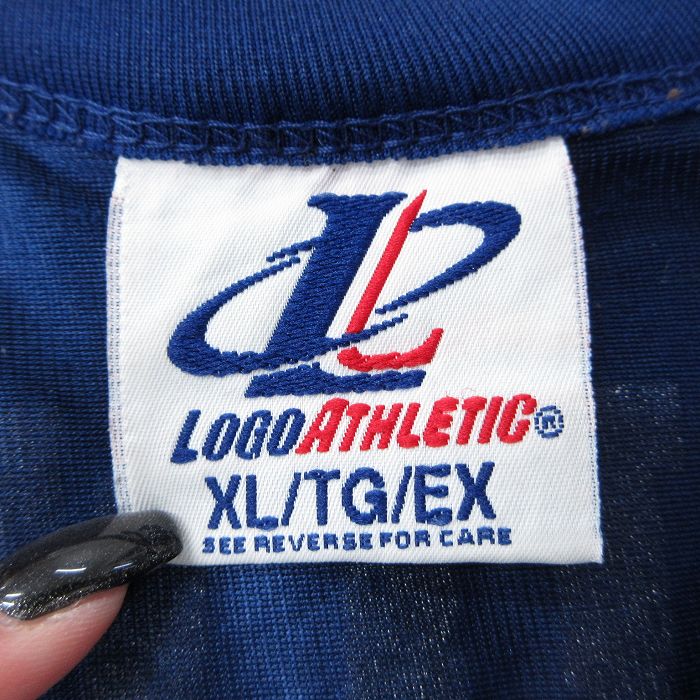 LOGOATHLETIC®
XL/TG/EX
SEE REVERSE FOR CARE